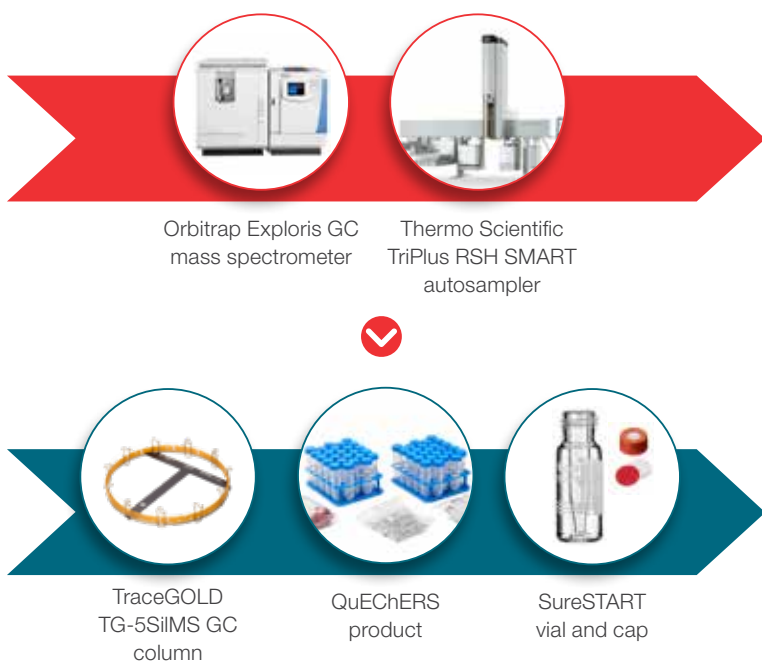 Orbitrap Exploris GC
mass spectrometer
Thermo Scientific
TriPlus RSH SMART
autosampler
TraceGOLD
TG-5SilMS GC
column
QuEChERS
product
SureSTART
vial and cap